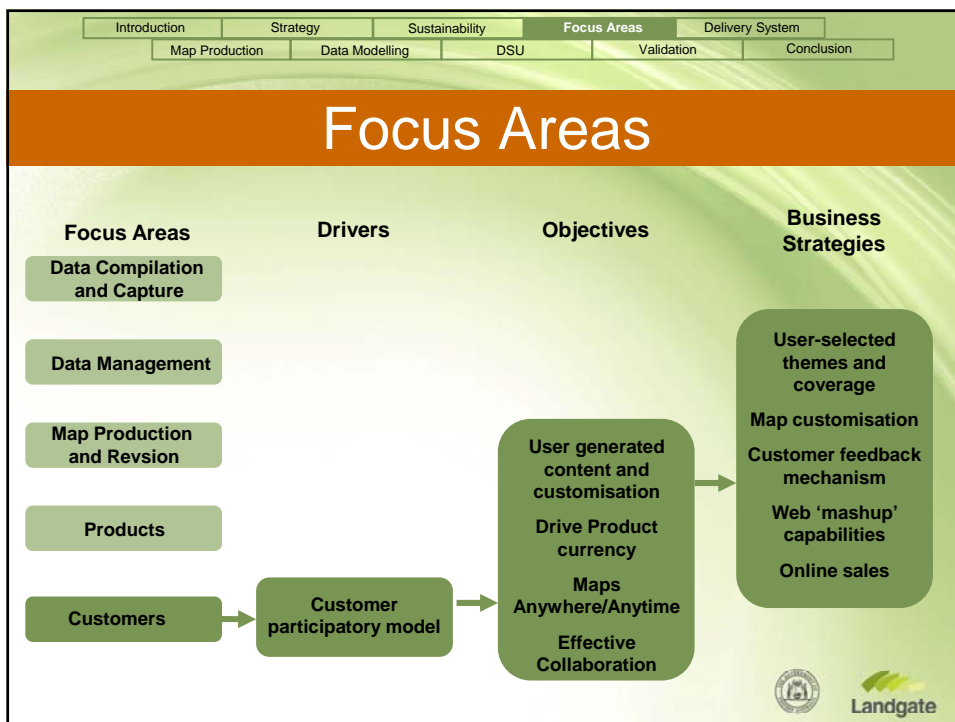 Introduction
Strategy
Sustainability
Focus Areas
Delivery System
Map Production
Data Modelling
DSU
Validation
Conclusion
Focus Areas
Focus Areas
Drivers
Objectives
Business
Strategies
Data Compilation
and Capture
Data Management
Map Production
and Revsion
Products
Customers
Customer
participatory model
User generated
content and
customisation
Drive Product
currency
Maps
Anywhere/Anytime
Effective
Collaboration
User-selected
themes and
coverage
Map customisation
Customer feedback
mechanism
Web ‘mashup’
capabilities
Online sales
Landgate